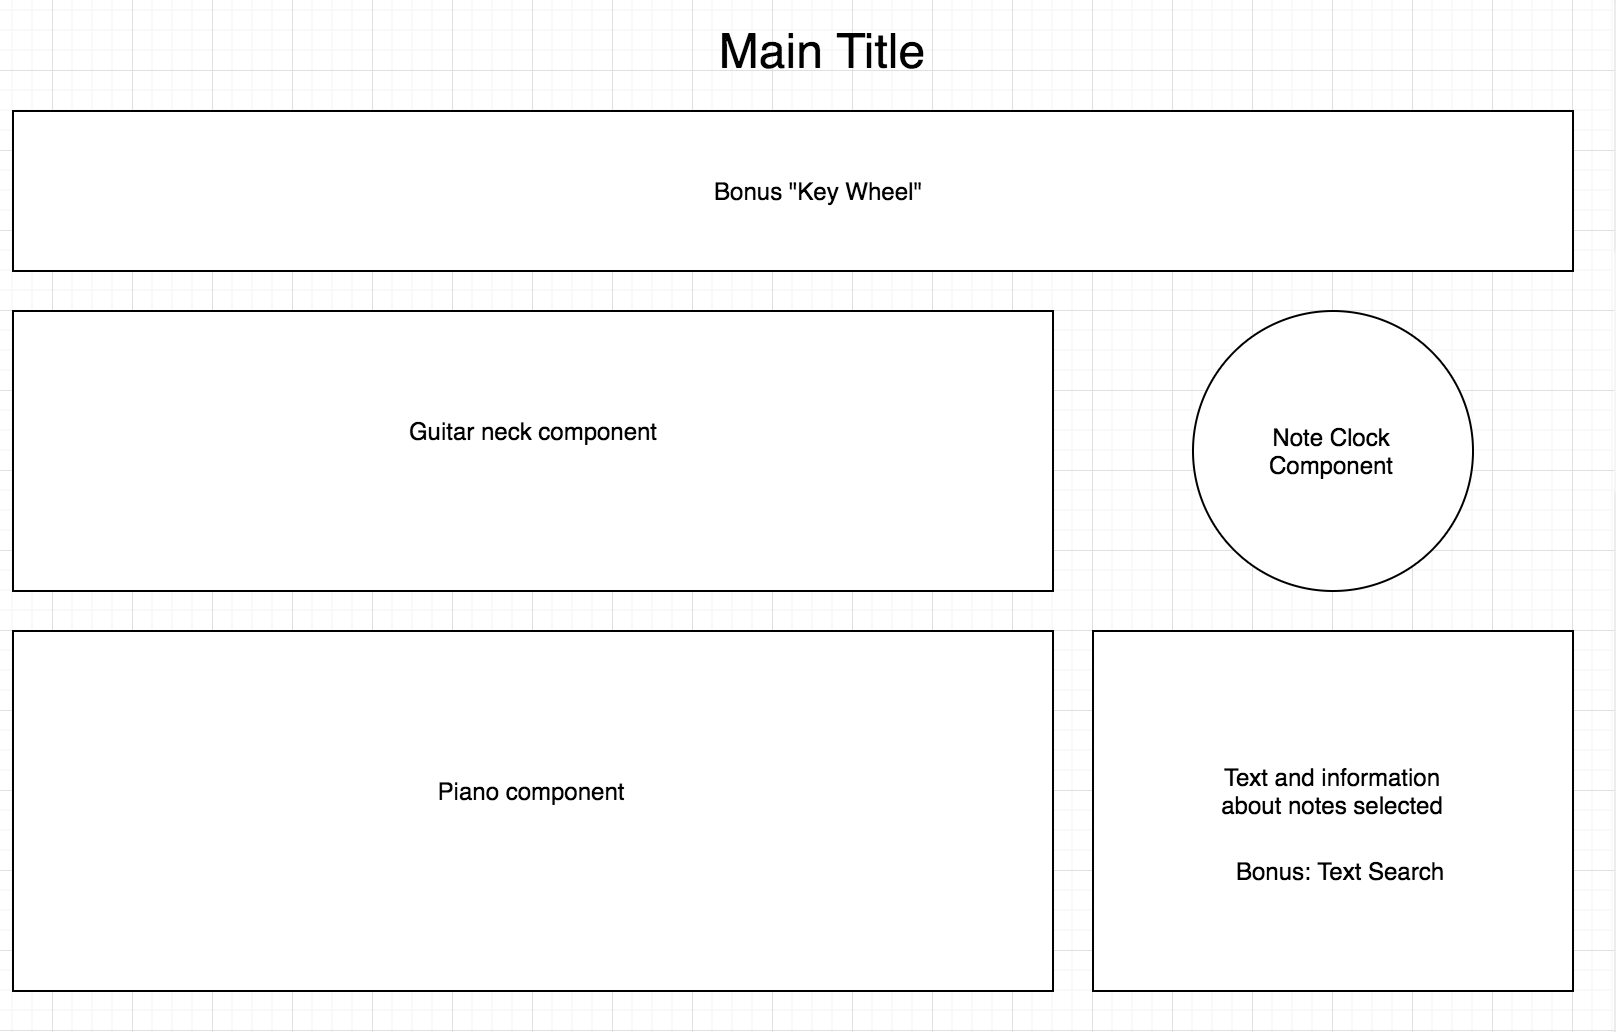 Main Title
Bonus "Key Wheel"
Guitar neck component
Note Clock
Component
Piano component
Text and information
about notes selected
Bonus: Text Search